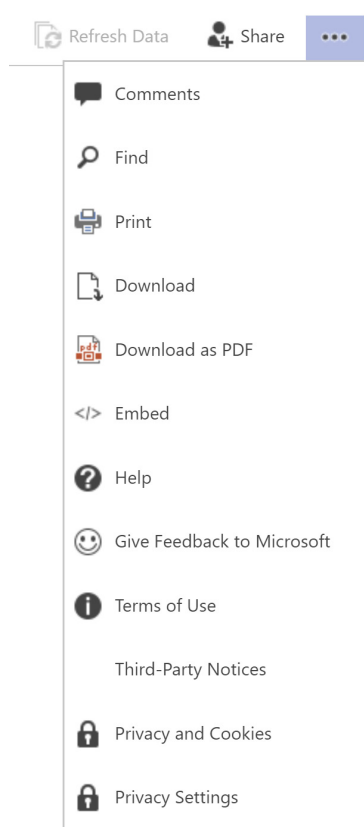 Refresh Data Share
Comments
Find
Print
Download
pdf
Download as PDF
</> Embed
Help
Give Feedback to Microsoft
Terms of Use
Third-Party Notices
Privacy and Cookies
Privacy Settings